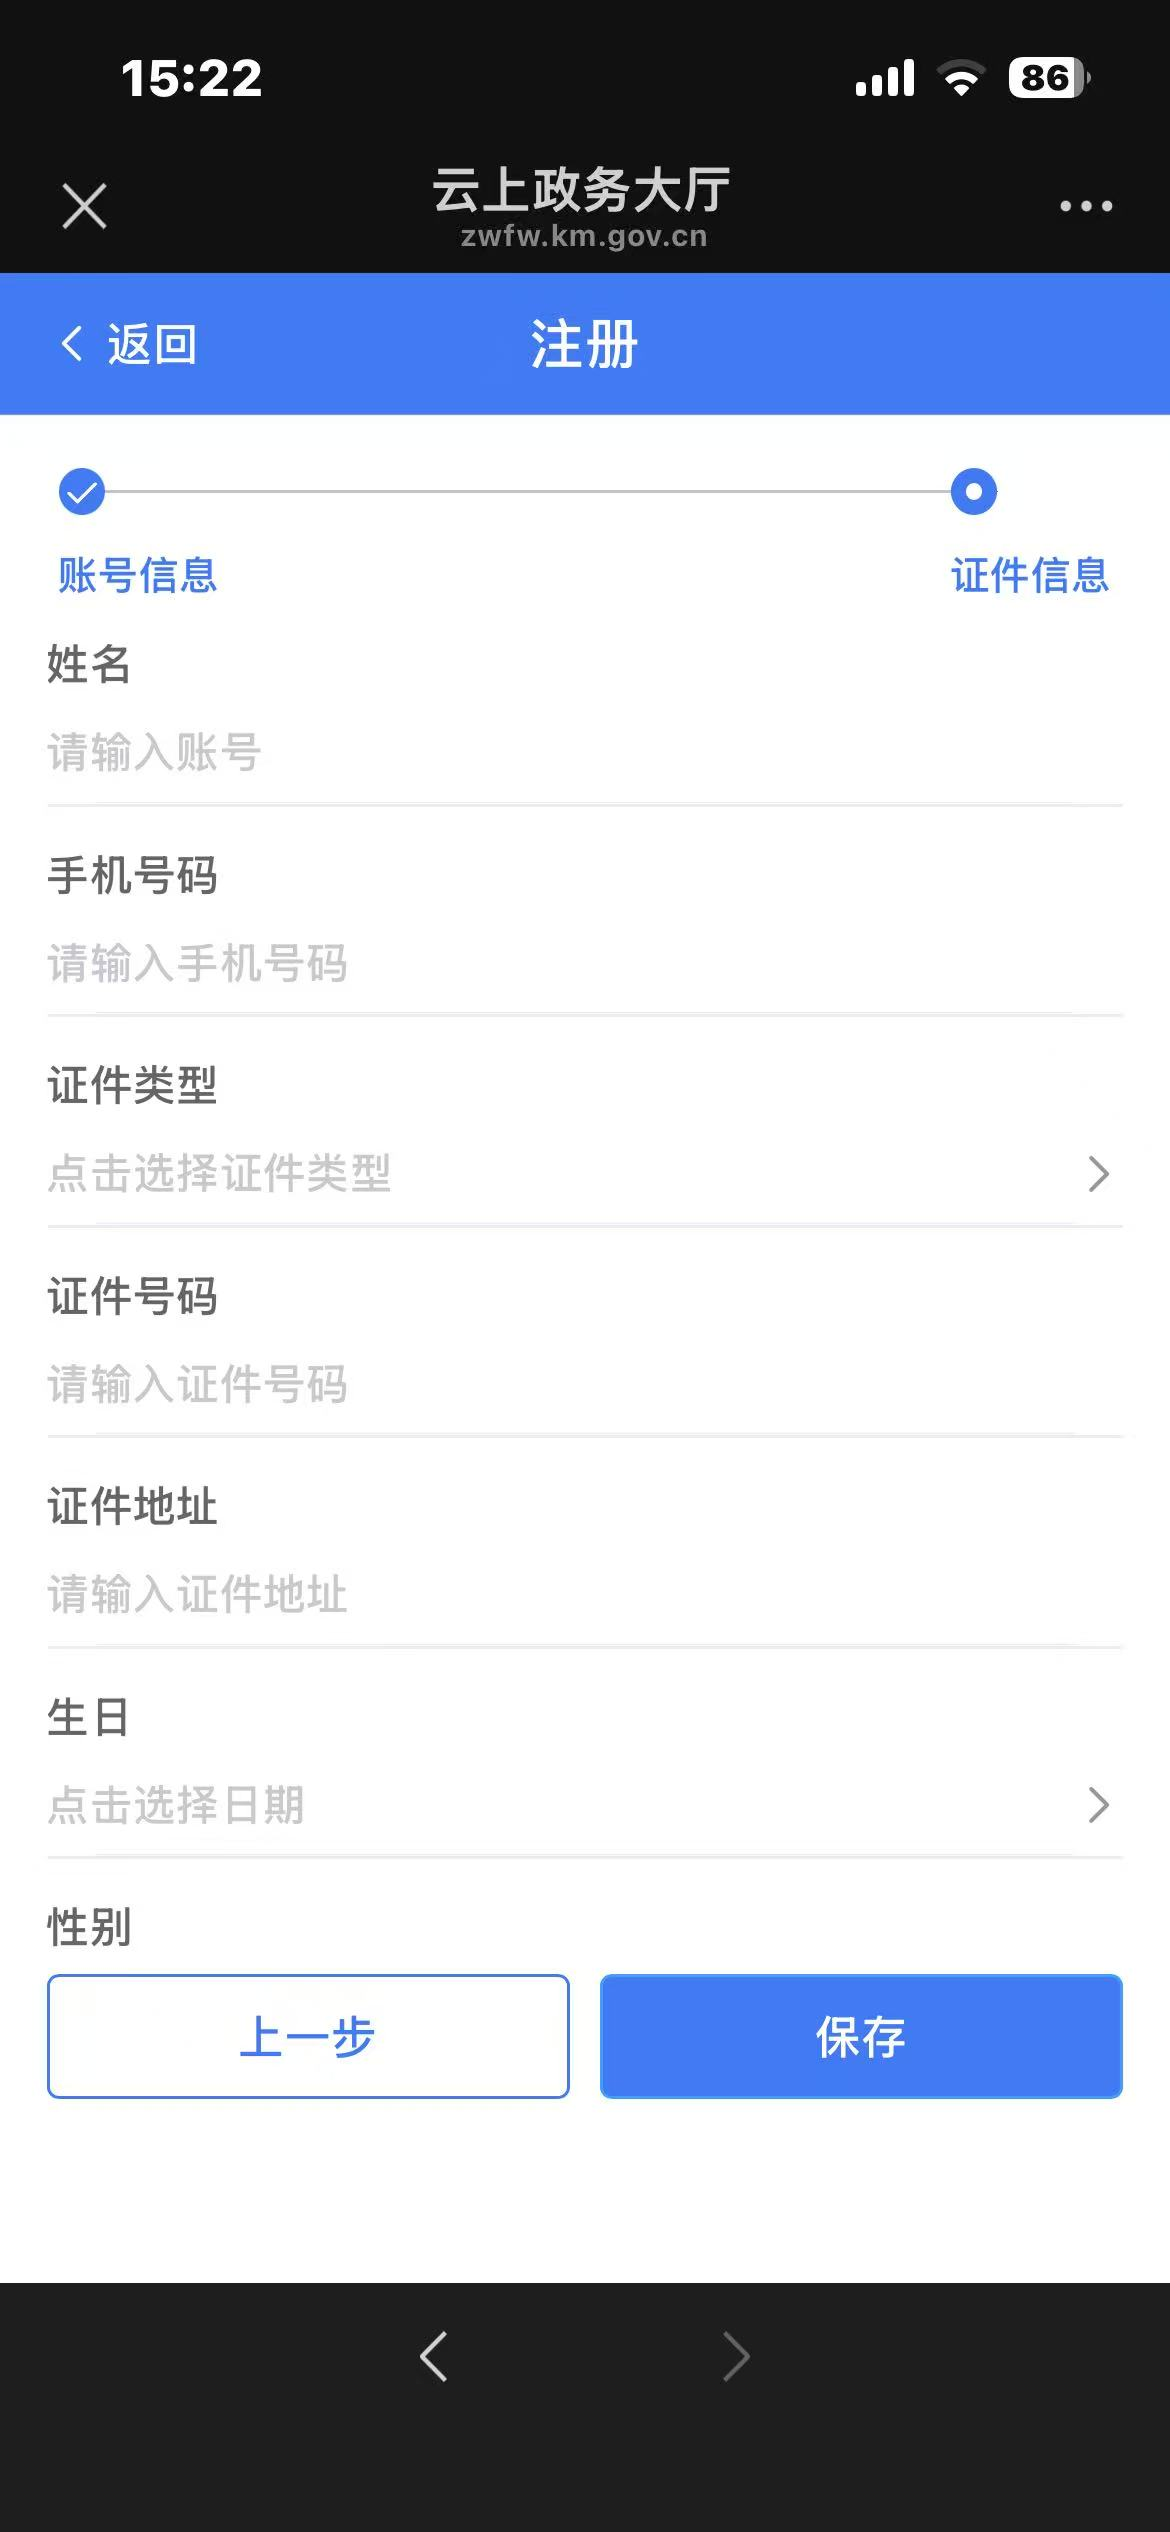 15:22
86
云上政务大厅
zwfw.km.gov.cn
返回
注册
账号信息
证件信息
姓名
请输入账号
手机号码
请输入手机号码
证件类型
点击选择证件类型
证件号码
请输入证件号码
证件地址
请输入证件地址
生日
点击选择日期
性别
上一步
保存